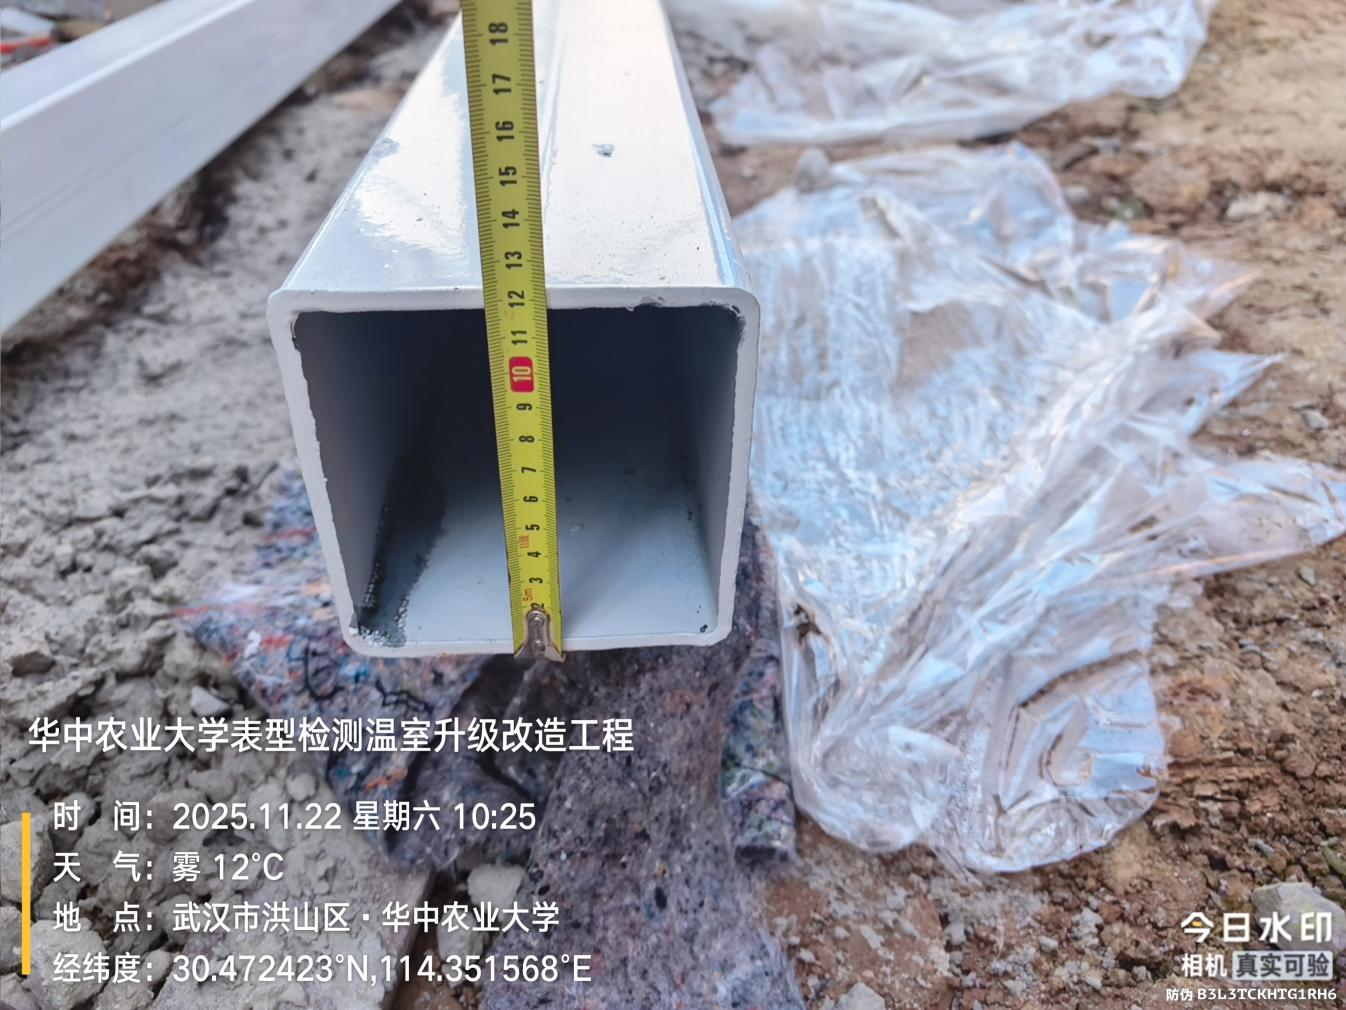 18
17
16
15
14
13
12
11
10
9
8
7
6
5
4
3
5m
2
华中农业大学表型检测温室升级改造工程
时 间：2025.11.22 星期六 10:25
天 气：雾 12℃
地 点：武汉市洪山区·华中农业大学
经纬度：30.472423°N,114.351568°E
今日水印
相机 真实可验
防伪 B3L3TCKHTG1RH6